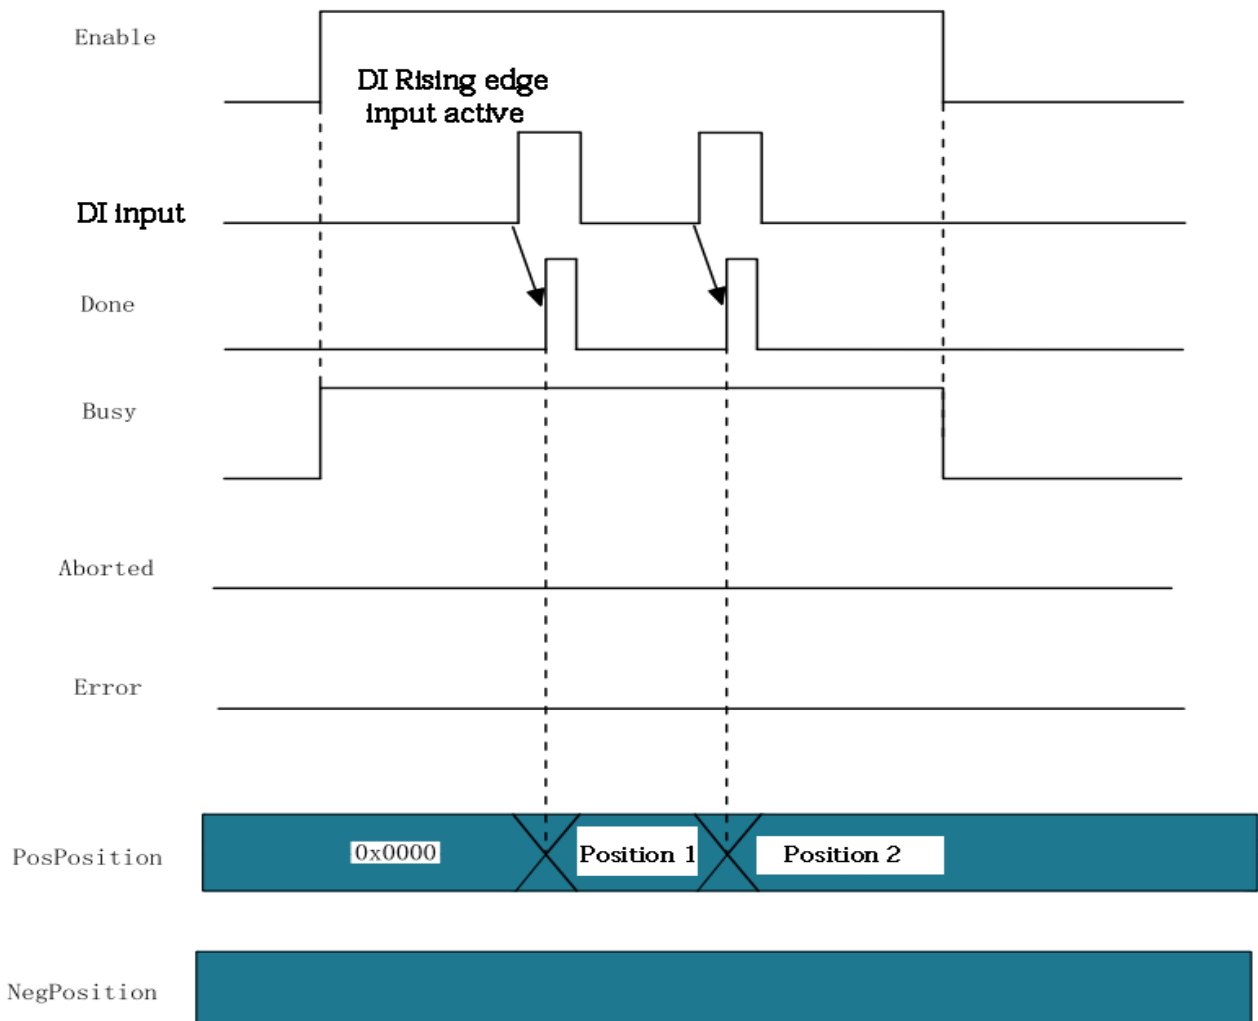 Enable
DI Rising edge
input active
DI input
Done
Busy
Aborted
Error
PosPosition
0x0000
Position 1
Position 2
NegPosition